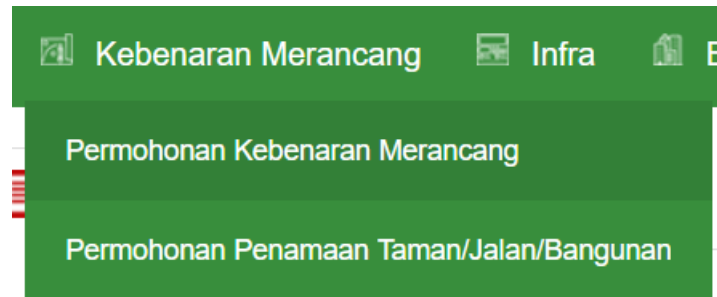 Kebenaran Merancang Infra
Permohonan Kebenaran Merancang
Permohonan Penamaan Taman/Jalan/Bangunan